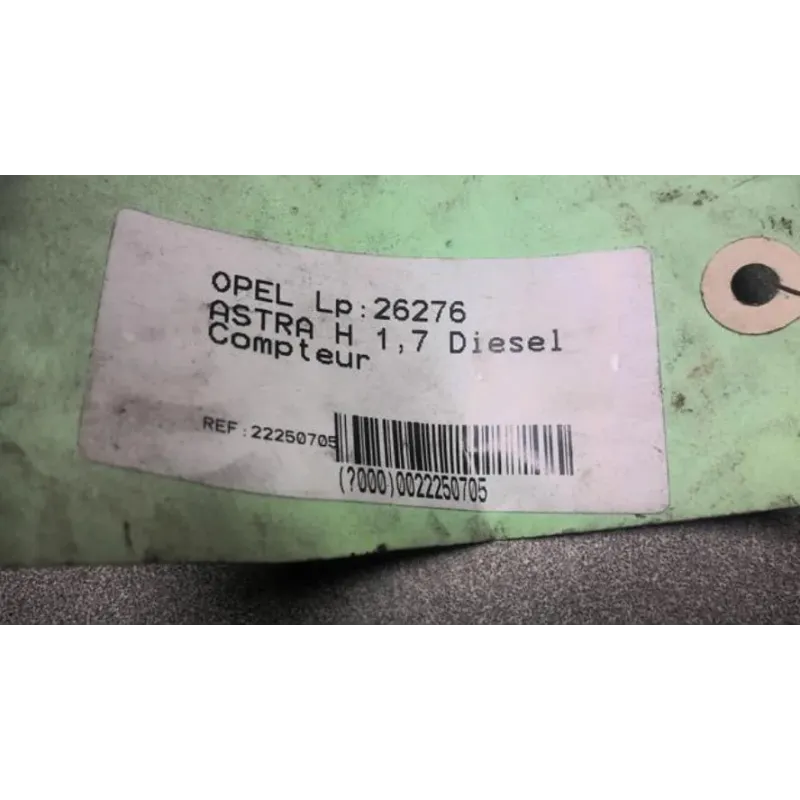 OPEL Lp:26276
ASTRA H 1,7 Diesel
Compteur
REF:22250705
(?000)0022250705